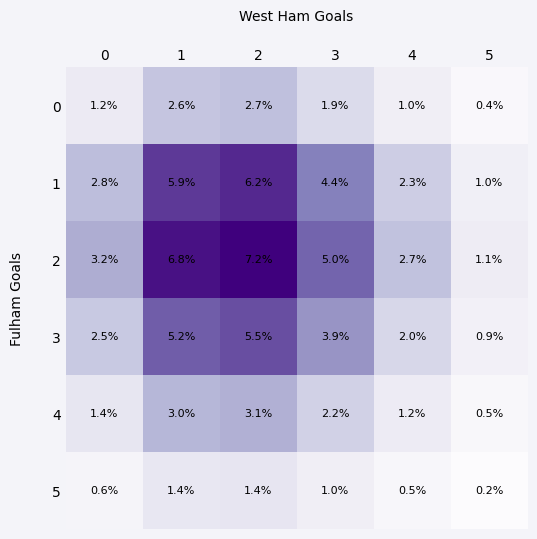 West Ham Goals
0 1 2 3 4 5
Fulham Goals
0 1.2% 2.6% 2.7% 1.9% 1.0% 0.4%
1 2.8% 5.9% 6.2% 4.4% 2.3% 1.0%
2 3.2% 6.8% 7.2% 5.0% 2.7% 1.1%
3 2.5% 5.2% 5.5% 3.9% 2.0% 0.9%
4 1.4% 3.0% 3.1% 2.2% 1.2% 0.5%
5 0.6% 1.4% 1.4% 1.0% 0.5% 0.2%